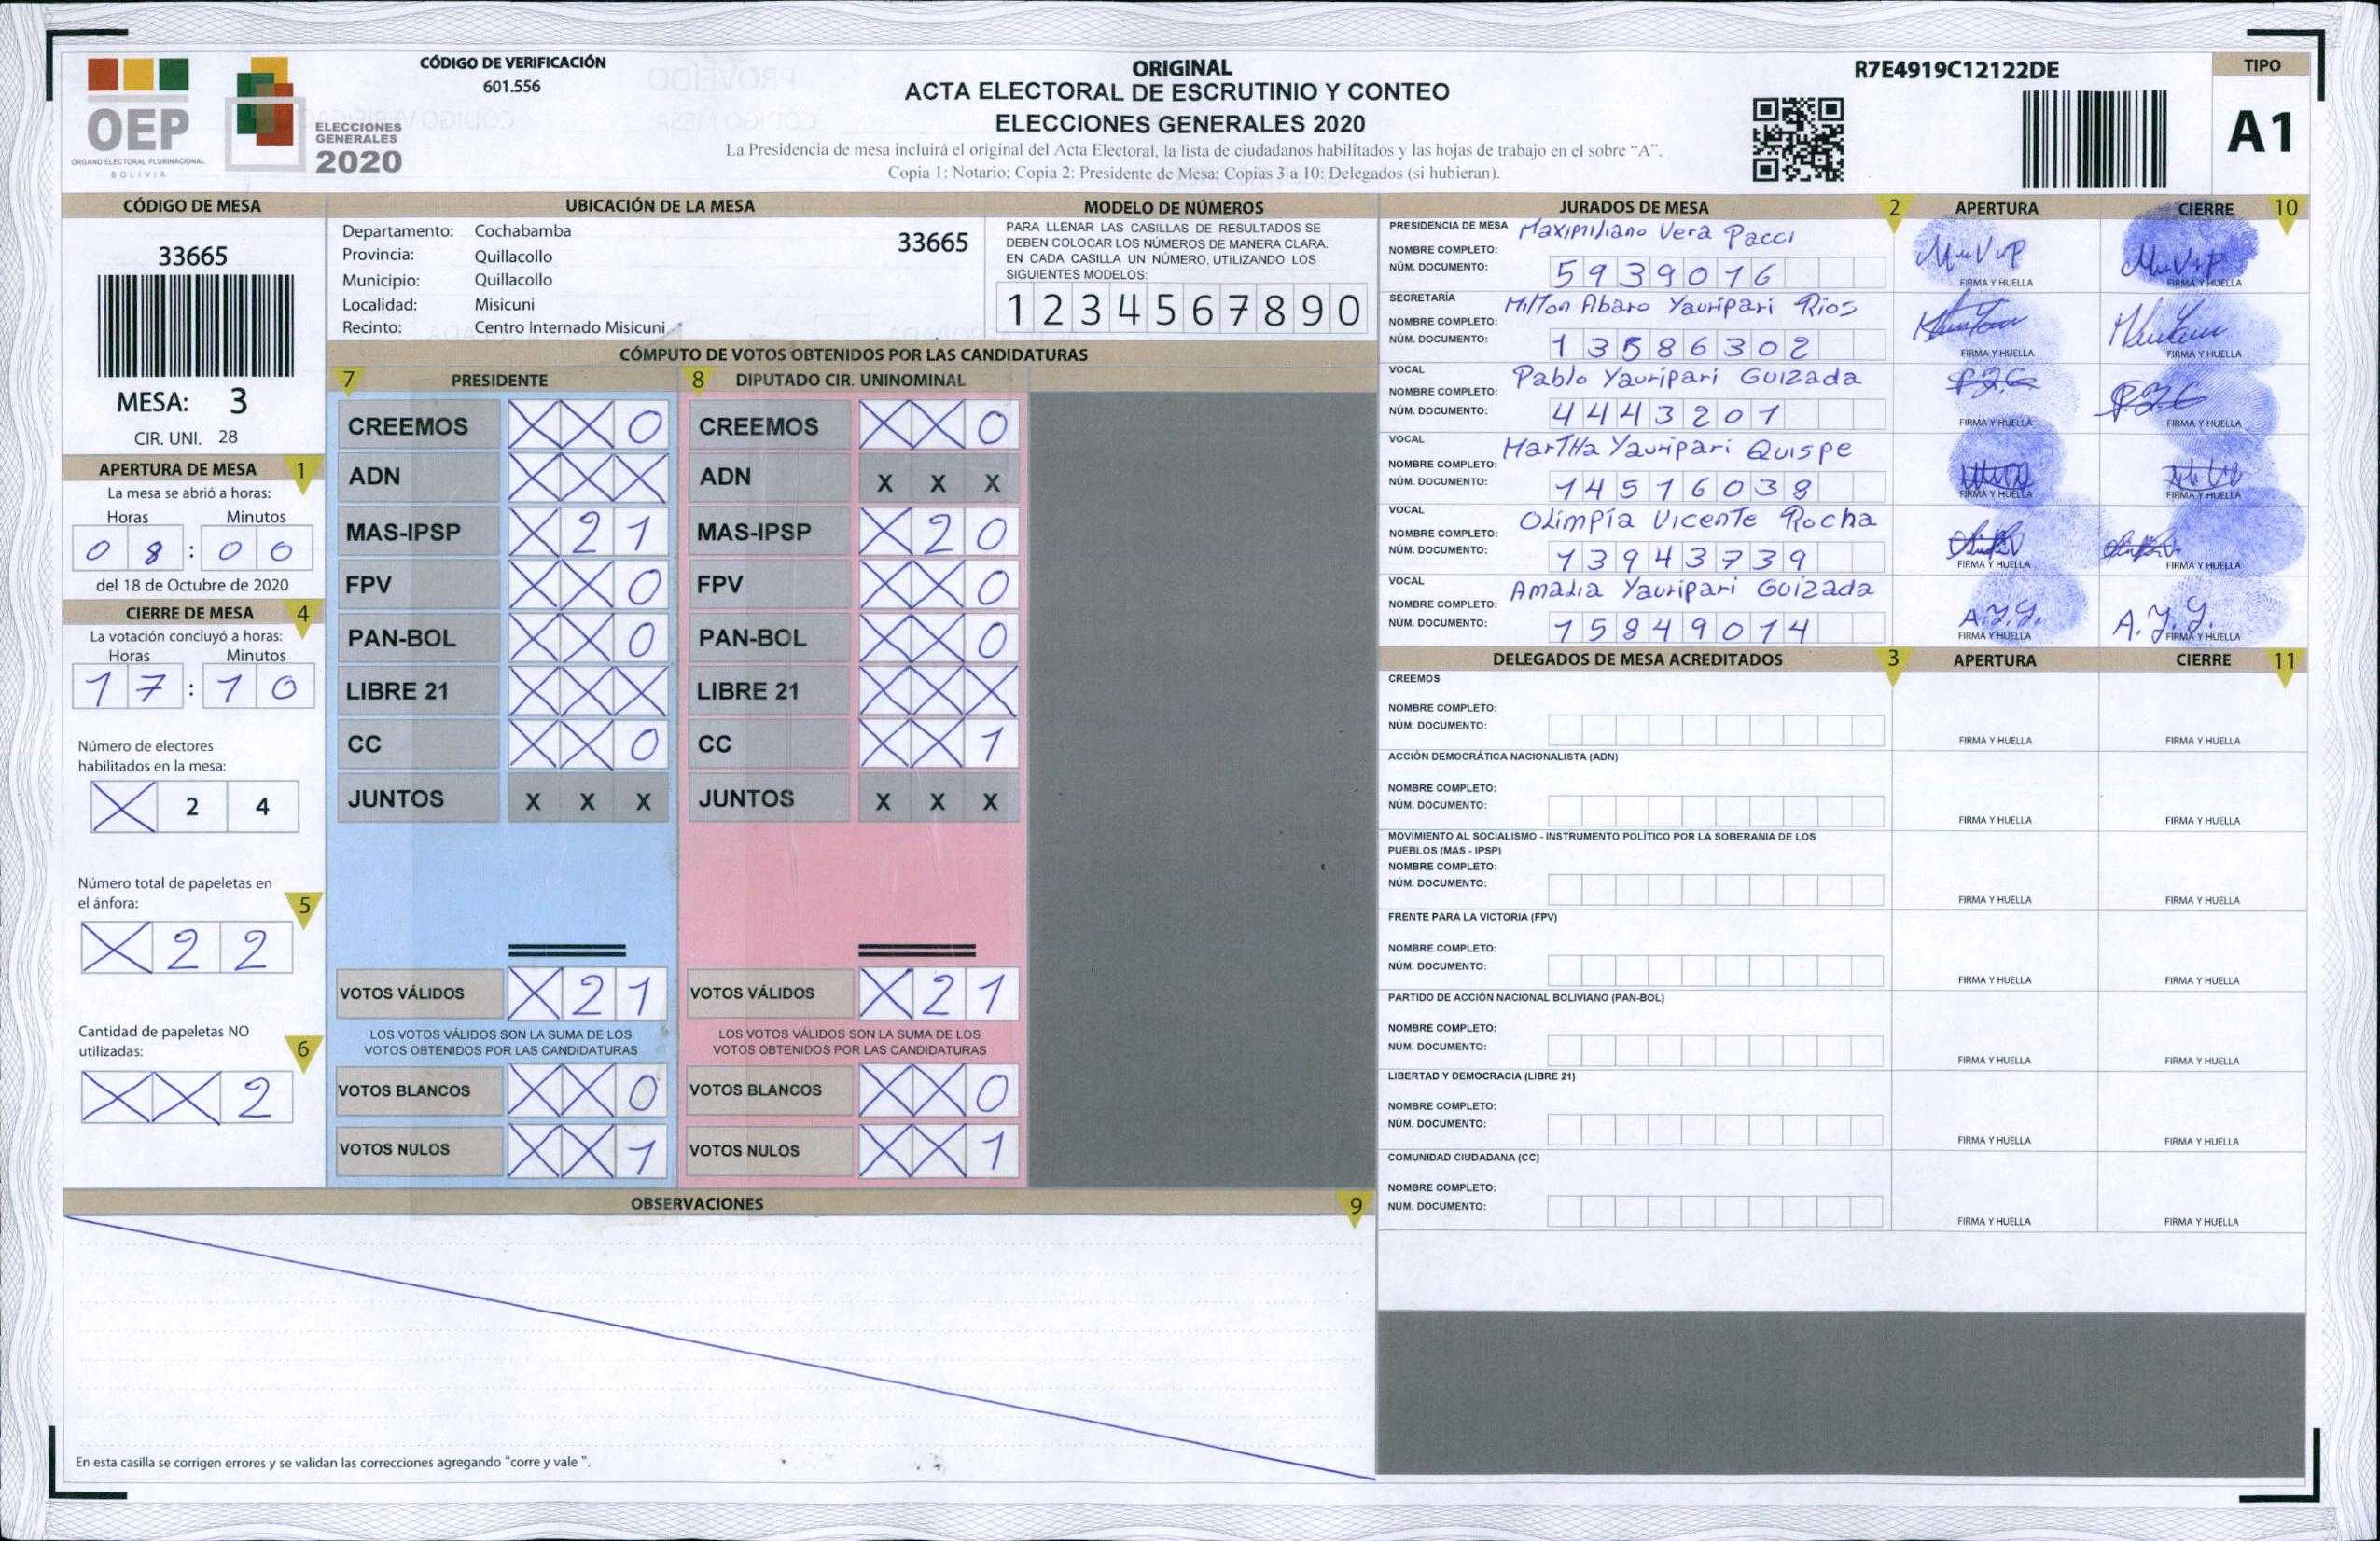 OEP
ÓRGANO ELECTORAL PLURINACIONAL
BOLIVIA
ELECCIONES
GENERALES
2020
CÓDIGO DE VERIFICACIÓN
601.556
ORIGINAL
ACTA ELECTORAL DE ESCRUTINIO Y CONTEO
ELECCIONES GENERALES 2020
La Presidencia de mesa incluirá el original del Acta Electoral, la lista de ciudadanos habilitados y las hojas de trabajo en el sobre “A”.
Copia 1: Notario; Copia 2: Presidente de Mesa; Copias 3 a 10: Delegados (si hubieran).
R7E4919C12122DE
TIPO
A1
CÓDIGO DE MESA
33665
MESA: 3
CIR. UNI. 28
APERTURA DE MESA 1
La mesa se abrió a horas:
Horas Minutos
0 8 : 0 0
del 18 de Octubre de 2020
CIERRE DE MESA 4
La votación concluyó a horas:
Horas Minutos
1 7 : 1 0
Número de electores
habilitados en la mesa:
X 2 4
Número total de papeletas en
el ánfora: 5
X 2 2
Cantidad de papeletas NO
utilizadas: 6
X X 2
UBICACIÓN DE LA MESA
Departamento: Cochabamba
33665
Provincia: Quillacollo
Municipio: Quillacollo
Localidad: Misicuni
Recinto: Centro Internado Misicuni
MODELO DE NÚMEROS
PARA LLENAR LAS CASILLAS DE RESULTADOS SE
DEBEN COLOCAR LOS NÚMEROS DE MANERA CLARA.
EN CADA CASILLA UN NÚMERO, UTILIZANDO LOS
SIGUIENTES MODELOS:
1 2 3 4 5 6 7 8 9 0
CÓMPUTO DE VOTOS OBTENIDOS POR LAS CANDIDATURAS
7 PRESIDENTE
CREEMOS X X 0
ADN X X X
MAS-IPSP X 2 1
FPV X X 0
PAN-BOL X X 0
LIBRE 21 X X X
CC X X 0
JUNTOS X X X
VOTOS VÁLIDOS X 2 1
LOS VOTOS VÁLIDOS SON LA SUMA DE LOS
VOTOS OBTENIDOS POR LAS CANDIDATURAS
VOTOS BLANCOS X X 0
VOTOS NULOS X X 1
8 DIPUTADO CIR. UNINOMINAL
CREEMOS X X 0
ADN X X X
MAS-IPSP X 2 0
FPV X X 0
PAN-BOL X X 0
LIBRE 21 X X X
CC X X 1
JUNTOS X X X
VOTOS VÁLIDOS X 2 1
LOS VOTOS VÁLIDOS SON LA SUMA DE LOS
VOTOS OBTENIDOS POR LAS CANDIDATURAS
VOTOS BLANCOS X X 0
VOTOS NULOS X X 1
OBSERVACIONES 9
En esta casilla se corrigen errores y se validan las correcciones agregando “corre y vale ”.
JURADOS DE MESA 2 APERTURA CIERRE 10
PRESIDENCIA DE MESA
NOMBRE COMPLETO: Maximiliano Vera Pacci
NÚM. DOCUMENTO: 5939016
FIRMA Y HUELLA FIRMA Y HUELLA
SECRETARÍA
NOMBRE COMPLETO: Milton Abaro Yauripari Rios
NÚM. DOCUMENTO: 13586302
FIRMA Y HUELLA FIRMA Y HUELLA
VOCAL
NOMBRE COMPLETO: Pablo Yauripari Guizada
NÚM. DOCUMENTO: 4443201
FIRMA Y HUELLA FIRMA Y HUELLA
VOCAL
NOMBRE COMPLETO: MarTHa Yauripari Quispe
NÚM. DOCUMENTO: 14516038
FIRMA Y HUELLA FIRMA Y HUELLA
VOCAL
NOMBRE COMPLETO: Olimpia Vicente Rocha
NÚM. DOCUMENTO: 13943739
FIRMA Y HUELLA FIRMA Y HUELLA
VOCAL
NOMBRE COMPLETO: Amalia Yauripari Guizada
NÚM. DOCUMENTO: 15849014
A.Y.G. A.Y.G.
FIRMA Y HUELLA FIRMA Y HUELLA
DELEGADOS DE MESA ACREDITADOS 3 APERTURA CIERRE 11
CREEMOS
NOMBRE COMPLETO:
NÚM. DOCUMENTO:
FIRMA Y HUELLA FIRMA Y HUELLA
ACCIÓN DEMOCRÁTICA NACIONALISTA (ADN)
NOMBRE COMPLETO:
NÚM. DOCUMENTO:
FIRMA Y HUELLA FIRMA Y HUELLA
MOVIMIENTO AL SOCIALISMO - INSTRUMENTO POLÍTICO POR LA SOBERANIA DE LOS
PUEBLOS (MAS - IPSP)
NOMBRE COMPLETO:
NÚM. DOCUMENTO:
FIRMA Y HUELLA FIRMA Y HUELLA
FRENTE PARA LA VICTORIA (FPV)
NOMBRE COMPLETO:
NÚM. DOCUMENTO:
FIRMA Y HUELLA FIRMA Y HUELLA
PARTIDO DE ACCIÓN NACIONAL BOLIVIANO (PAN-BOL)
NOMBRE COMPLETO:
NÚM. DOCUMENTO:
FIRMA Y HUELLA FIRMA Y HUELLA
LIBERTAD Y DEMOCRACIA (LIBRE 21)
NOMBRE COMPLETO:
NÚM. DOCUMENTO:
FIRMA Y HUELLA FIRMA Y HUELLA
COMUNIDAD CIUDADANA (CC)
NOMBRE COMPLETO:
NÚM. DOCUMENTO:
FIRMA Y HUELLA FIRMA Y HUELLA